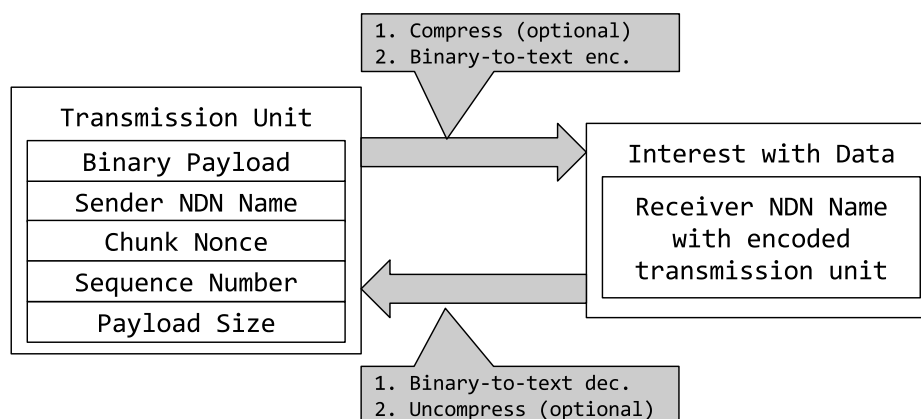 1. Compress (optional)
2. Binary-to-text enc.
Transmission Unit
Binary Payload
Sender NDN Name
Chunk Nonce
Sequence Number
Payload Size
Interest with Data
Receiver NDN Name
with encoded
transmission unit
1. Binary-to-text dec.
2. Uncompress (optional)